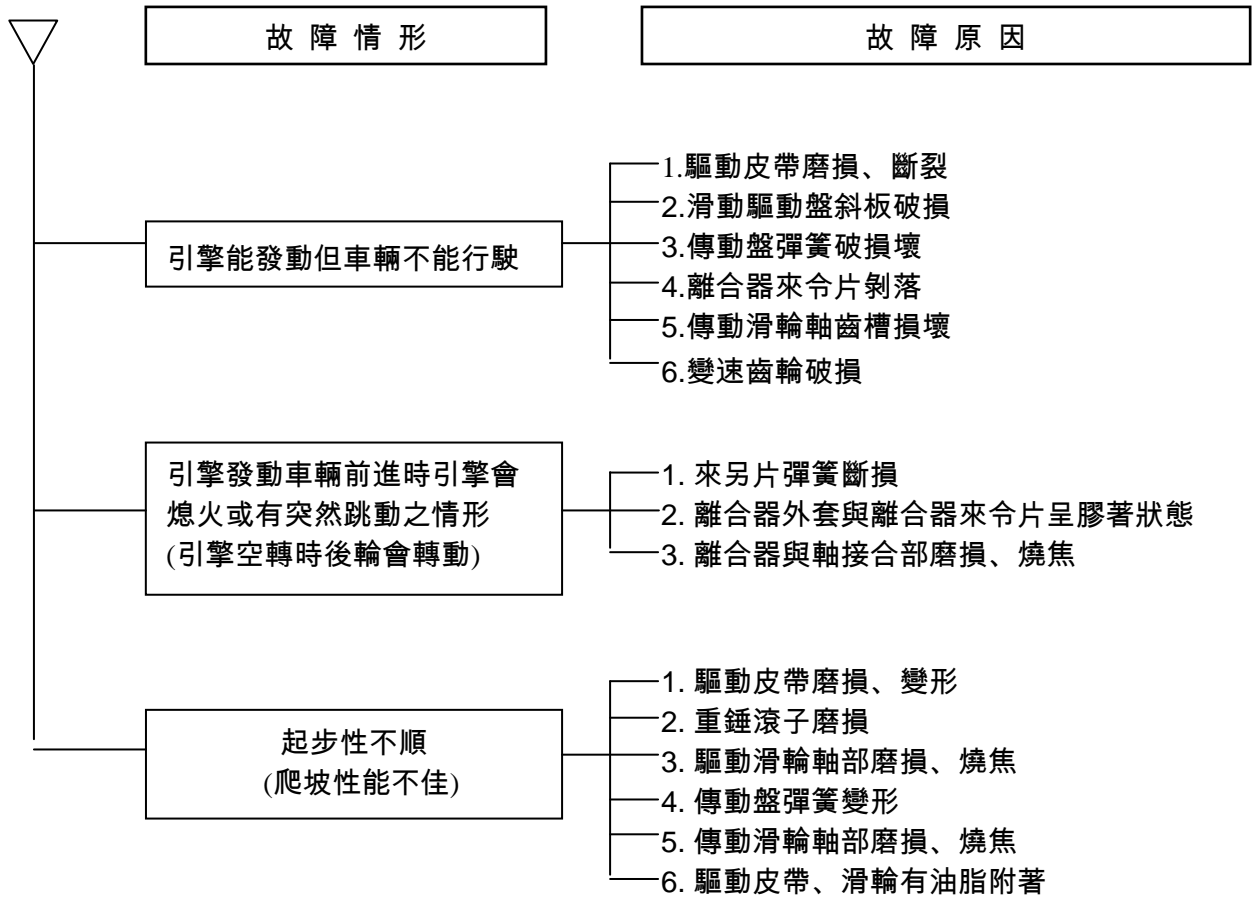 故 障 情 形
故 障 原 因
引擎能發動但車輛不能行駛
1.驅動皮帶磨損、斷裂
2.滑動驅動盤斜板破損
3.傳動盤彈簧破損壞
4.離合器來令片剝落
5.傳動滑輪軸齒槽損壞
6.變速齒輪破損
引擎發動車輛前進時引擎會
熄火或有突然跳動之情形
(引擎空轉時後輪會轉動)
1. 來另片彈簧斷損
2. 離合器外套與離合器來令片呈膠著狀態
3. 離合器與軸接合部磨損、燒焦
起步性不順
(爬坡性能不佳)
1. 驅動皮帶磨損、變形
2. 重錘滾子磨損
3. 驅動滑輪軸部磨損、燒焦
4. 傳動盤彈簧變形
5. 傳動滑輪軸部磨損、燒焦
6. 驅動皮帶、滑輪有油脂附著